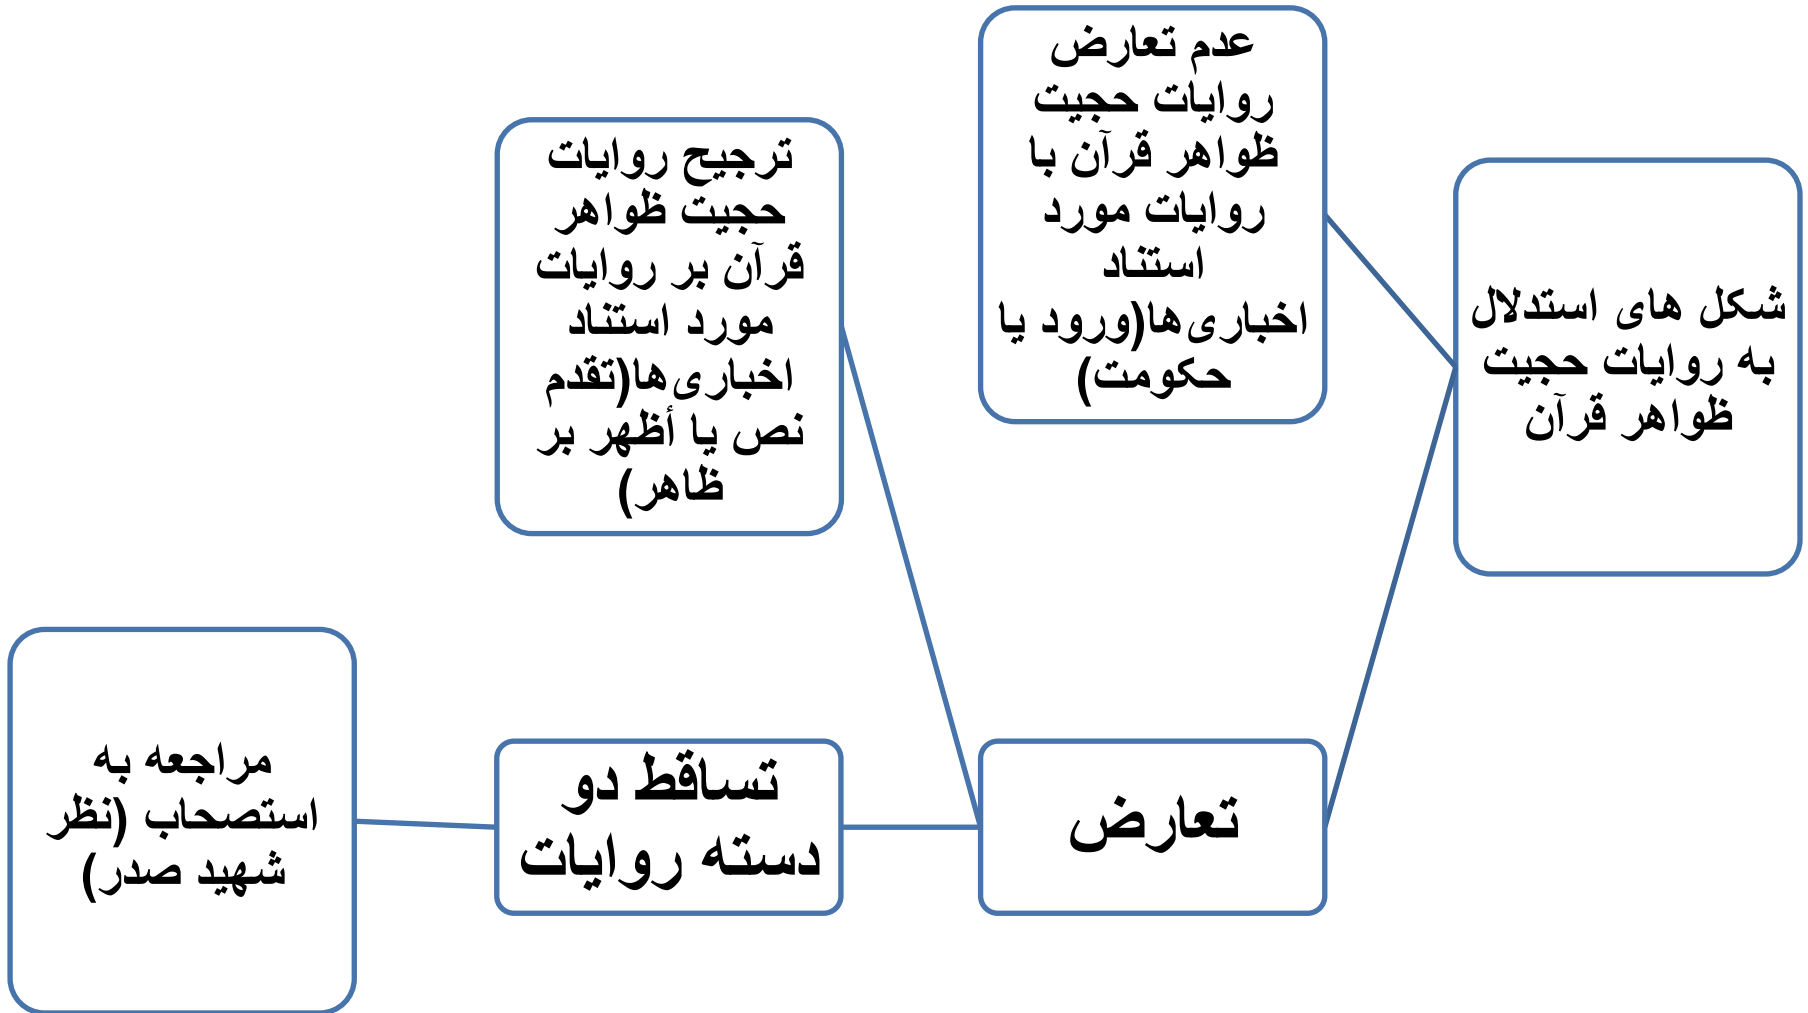 شکل های استدلال
به روایات حجیت
ظواهر قرآن
عدم تعارض
روایات حجیت
ظواهر قرآن با
روایات مورد
استناد
اخباری‌ها(ورود یا
حکومت)
تعارض
ترجیح روایات
حجیت ظواهر
قرآن بر روایات
مورد استناد
اخباری‌ها(تقدم
نص یا أظهر بر
ظاهر)
تساقط دو
دسته روایات
مراجعه به
استصحاب (نظر
شهید صدر)